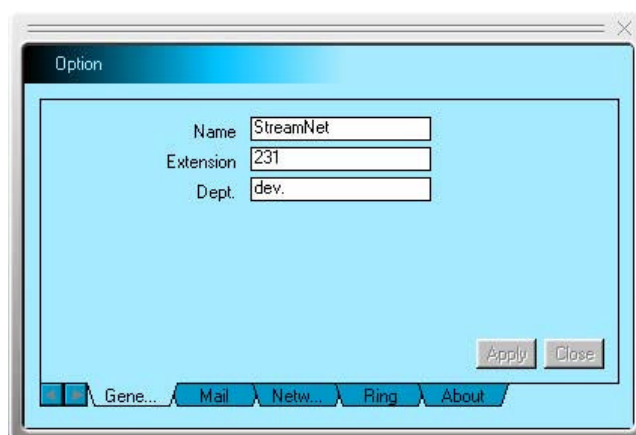 Option
Name StreamNet
Extension 231
Dept. dev.
Apply Close
Gene... Mail Netw... Ring About